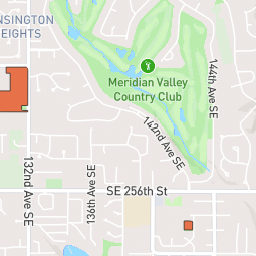 NSINGTON
HEIGHTS
Meridian Valley
Country Club
144th Ave SE
142nd Ave SE
132nd Ave SE
136th Ave SE
SE 256th St